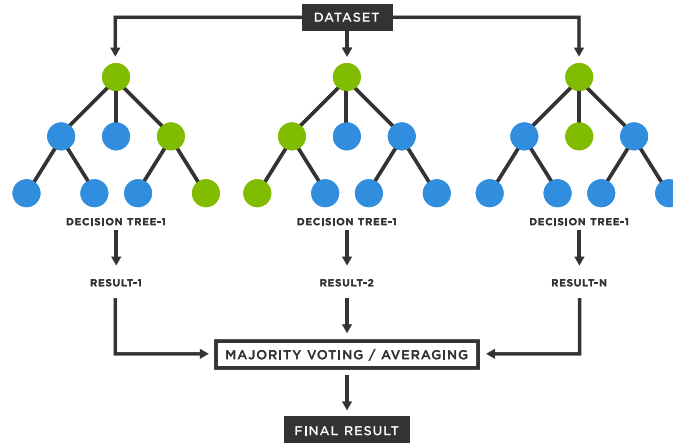 DATASET
DECISION TREE-1
DECISION TREE-1
DECISION TREE-1
RESULT-1
RESULT-2
RESULT-N
MAJORITY VOTING / AVERAGING
FINAL RESULT